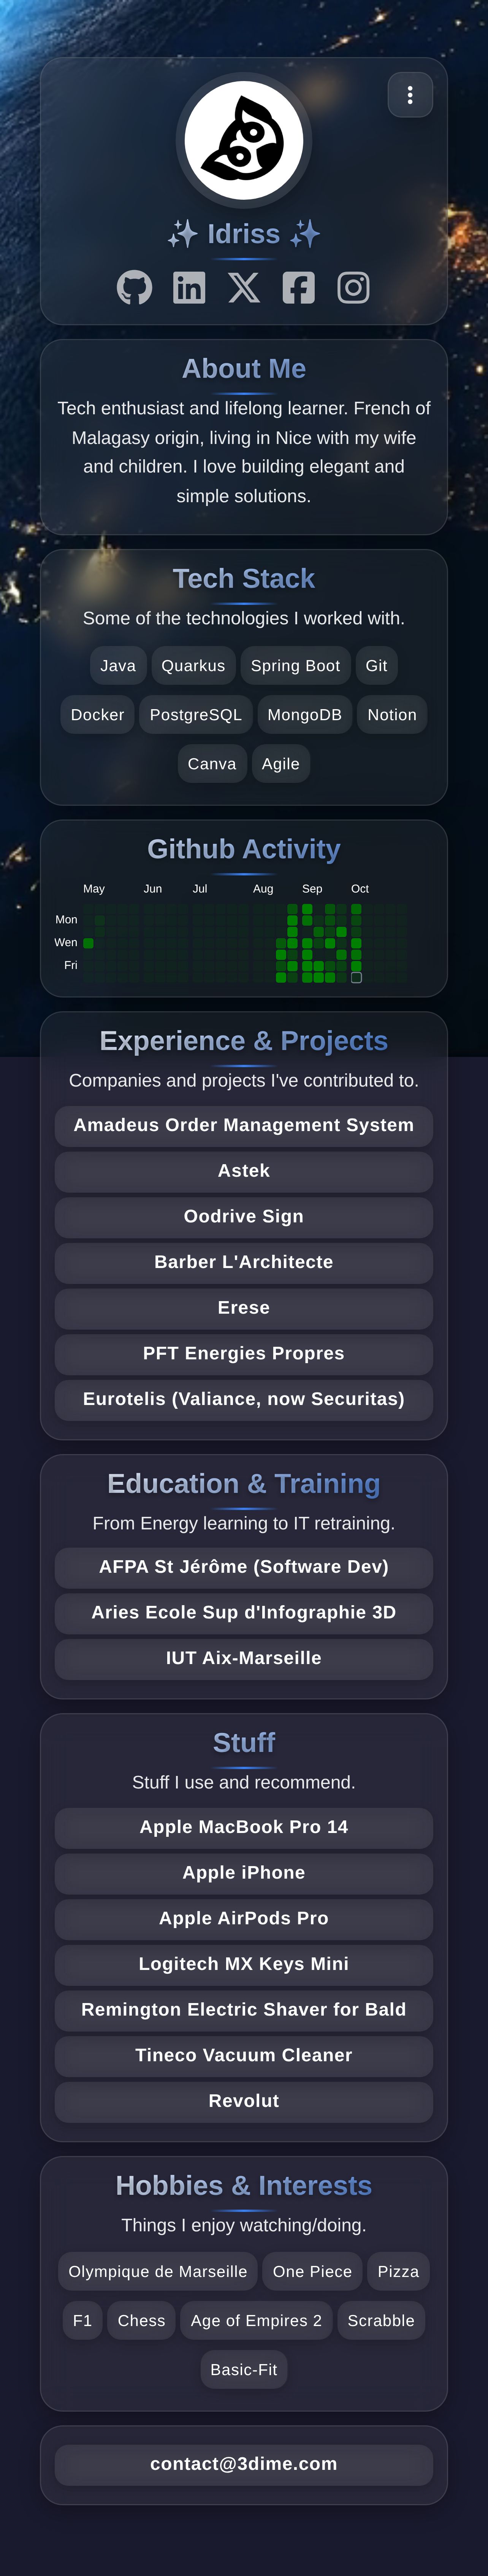 ✨ Idriss ✨
About Me
Tech enthusiast and lifelong learner. French of
Malagasy origin, living in Nice with my wife
and children. I love building elegant and
simple solutions.
Tech Stack
Some of the technologies I worked with.
Java Quarkus Spring Boot Git
Docker PostgreSQL MongoDB Notion
Canva Agile
Github Activity
May Jun Jul Aug Sep Oct
Mon
Wen
Fri
Experience & Projects
Companies and projects I've contributed to.
Amadeus Order Management System
Astek
Oodrive Sign
Barber L'Architecte
Erese
PFT Energies Propres
Eurotelis (Valiance, now Securitas)
Education & Training
From Energy learning to IT retraining.
AFPA St Jérôme (Software Dev)
Aries Ecole Sup d'Infographie 3D
IUT Aix-Marseille
Stuff
Stuff I use and recommend.
Apple MacBook Pro 14
Apple iPhone
Apple AirPods Pro
Logitech MX Keys Mini
Remington Electric Shaver for Bald
Tineco Vacuum Cleaner
Revolut
Hobbies & Interests
Things I enjoy watching/doing.
Olympique de Marseille One Piece Pizza
F1 Chess Age of Empires 2 Scrabble
Basic-Fit
contact@3dime.com